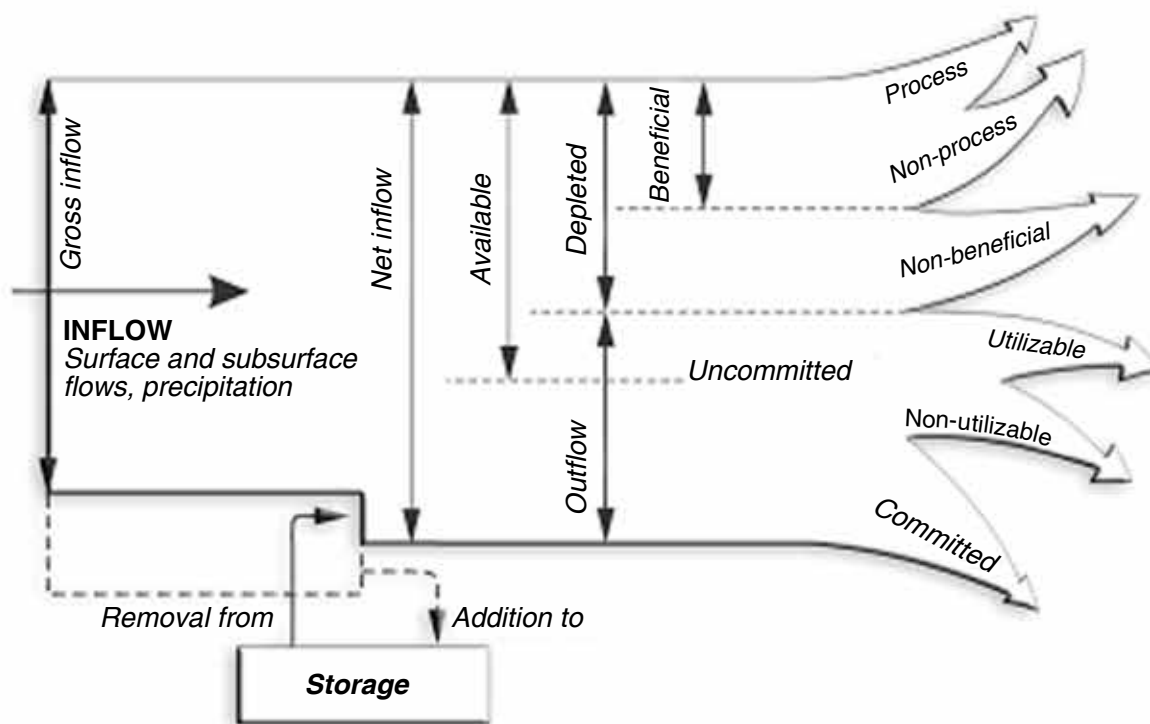 Process
Non-process
Beneficial
Gross inflow
Net inflow
Available
Depleted
Non-beneficial
INFLOW
Surface and subsurface
flows, precipitation
Utilizable
Uncommitted
Non-utilizable
Outflow
Committed
Removal from
Addition to
Storage